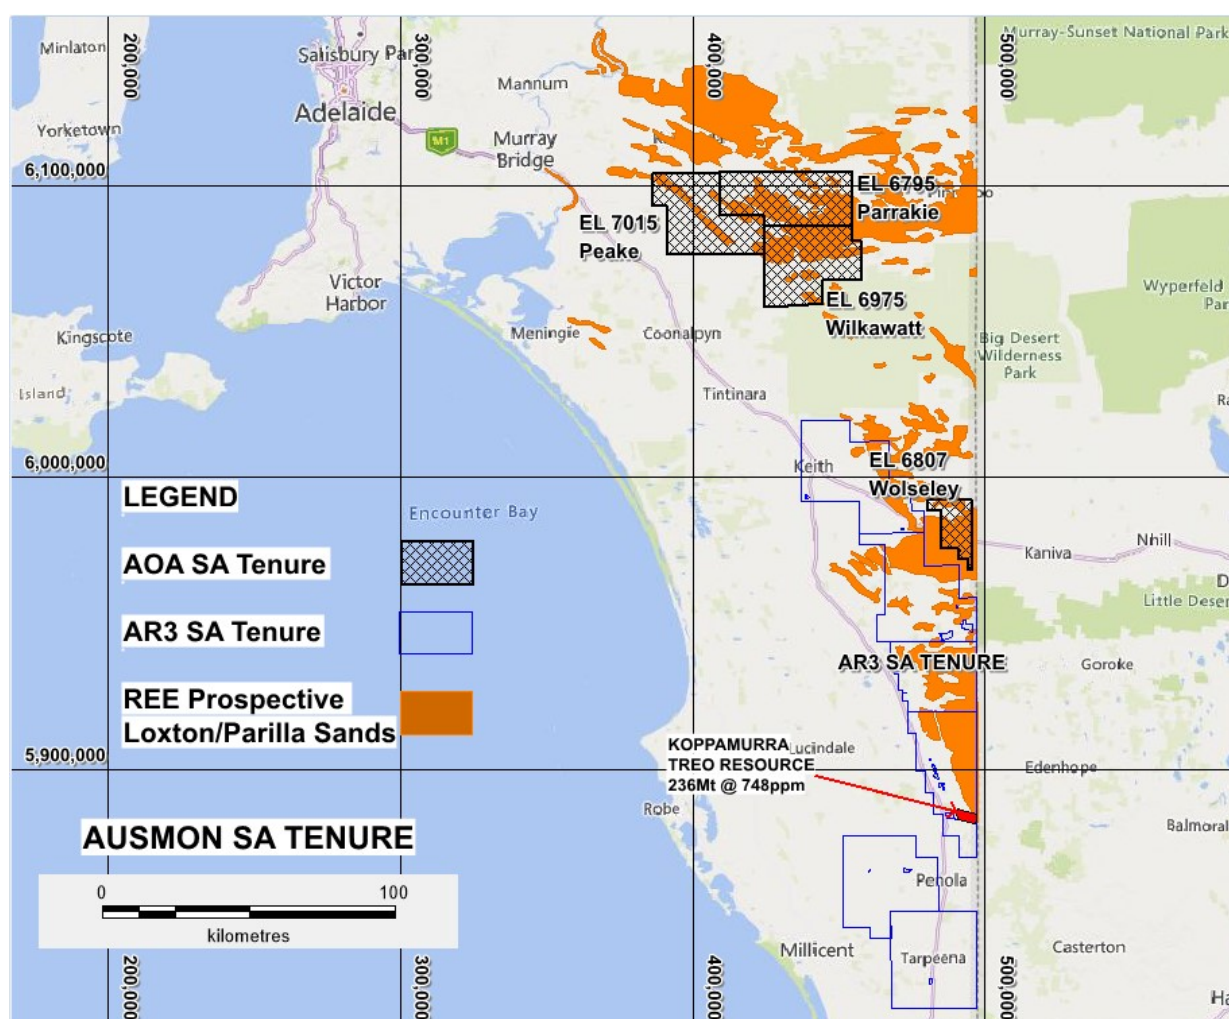 200,000
300,000
400,000
500,000
Murray-Sunset National Park
Minlaton
Salisbury Par
Mannum
Adelaide
M1
Yorketown
Murray
Bridge
6,100,000
EL 6795
Parrakie
EL 7015
Peake
Victor
Harbor
Wyperfeld
EL 6975
Wilkawatt
Kingscote
Meningie
Coonalpyn
Big Desert
Wilderness
Park
Island
Tintinara
6,000,000
Keith
EL 6807
Wolseley
LEGEND
Encounter Bay
AOA SA Tenure
Kaniva
Nhill
Little Deser
AR3 SA Tenure
AR3 SA TENURE
Goroke
REE Prospective
Loxton/Parilla Sands
5,900,000
KOPPAMURRA
TREO RESOURCE
236Mt @ 748ppm
Lucindale
Edenhope
Robe
Balmoral
AUSMON SA TENURE
0
100
kilometres
Penola
Millicent
Tarpeena
Casterton
200,000
300,000
400,000
500,000